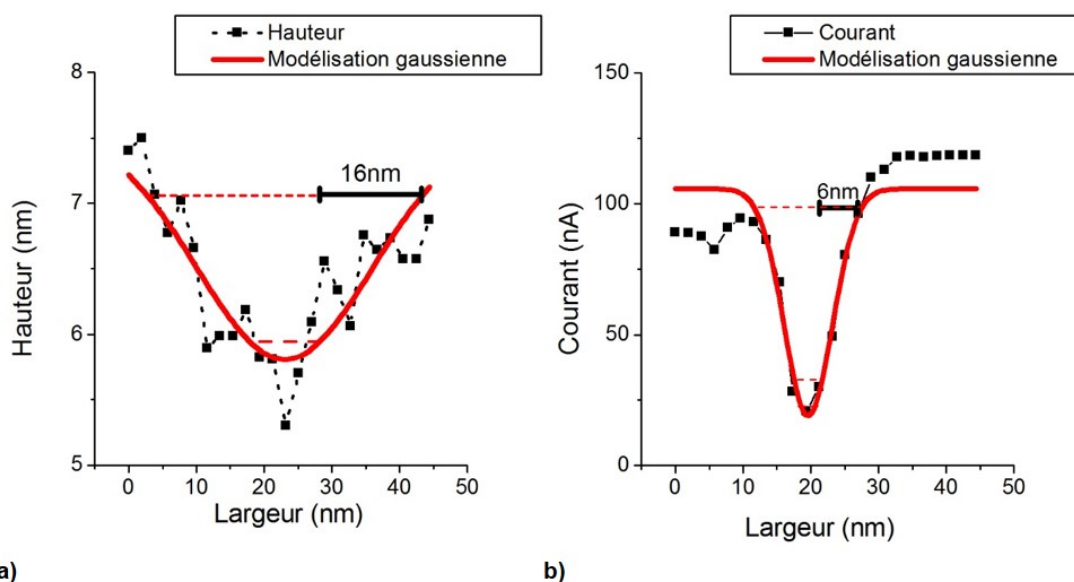 Hauteur
Modélisation gaussienne
8
7
6
5
Hauteur (nm)
16nm
0
10
20
30
40
50
Largeur (nm)
a)
Courant
Modélisation gaussienne
150
100
50
0
Courant (nA)
6nm
0
10
20
30
40
50
Largeur (nm)
b)